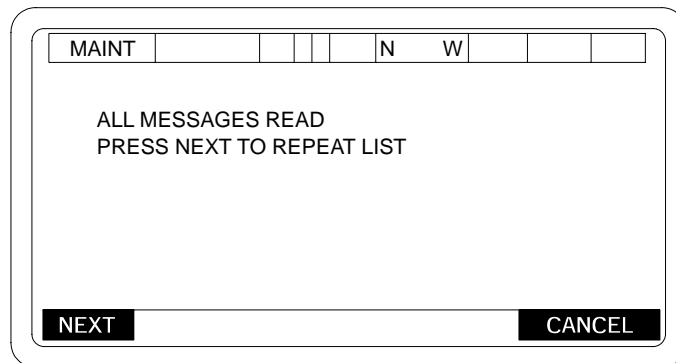 MAINT N W
ALL MESSAGES READ
PRESS NEXT TO REPEAT LIST
NEXT CANCEL